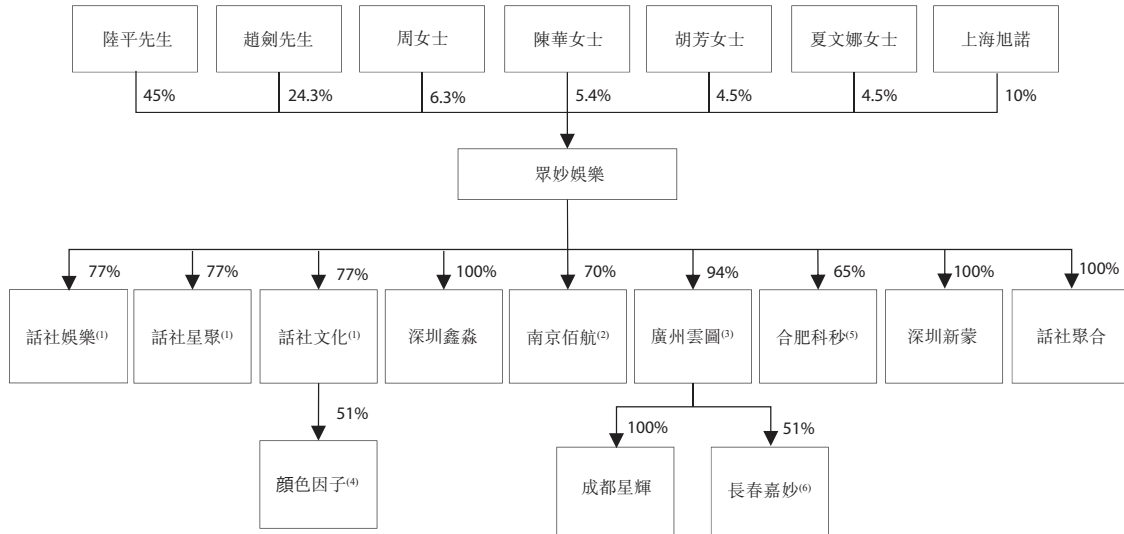 陸平先生
趙劍先生
周女士
陳華女士
胡芳女士
夏文娜女士
上海旭諾
45%
24.3%
6.3%
5.4%
4.5%
4.5%
10%
眾妙娛樂
77%
77%
77%
100%
70%
94%
65%
100%
100%
話社娛樂(1)
話社星聚(1)
話社文化(1)
深圳鑫淼
南京佰航(2)
廣州雲圖(3)
合肥科秒(5)
深圳新蒙
話社聚合
51%
100%
51%
顏色因子(4)
成都星輝
長春嘉妙(6)